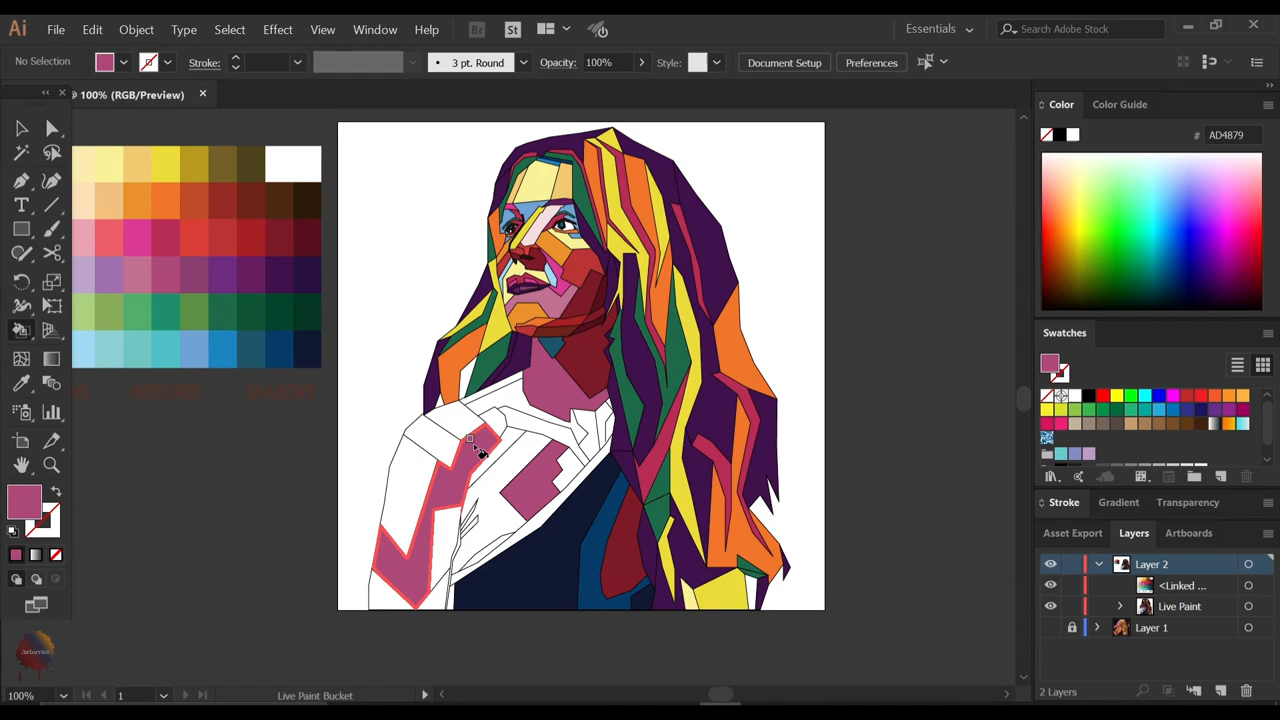 Ai File Edit Object Type Select Effect View Window Help Br St Essentials Search Adobe Stock
No Selection Stroke: 3 pt. Round Opacity: 100% Style: Document Setup Preferences
@ 100% (RGB/Preview)
Color Color Guide
# AD4879
Swatches
Stroke Gradient Transparency
Asset Export Layers Artboards
Layer 2
<Linked ...
Live Paint
Layer 1
100% 1 Live Paint Bucket 2 Layers